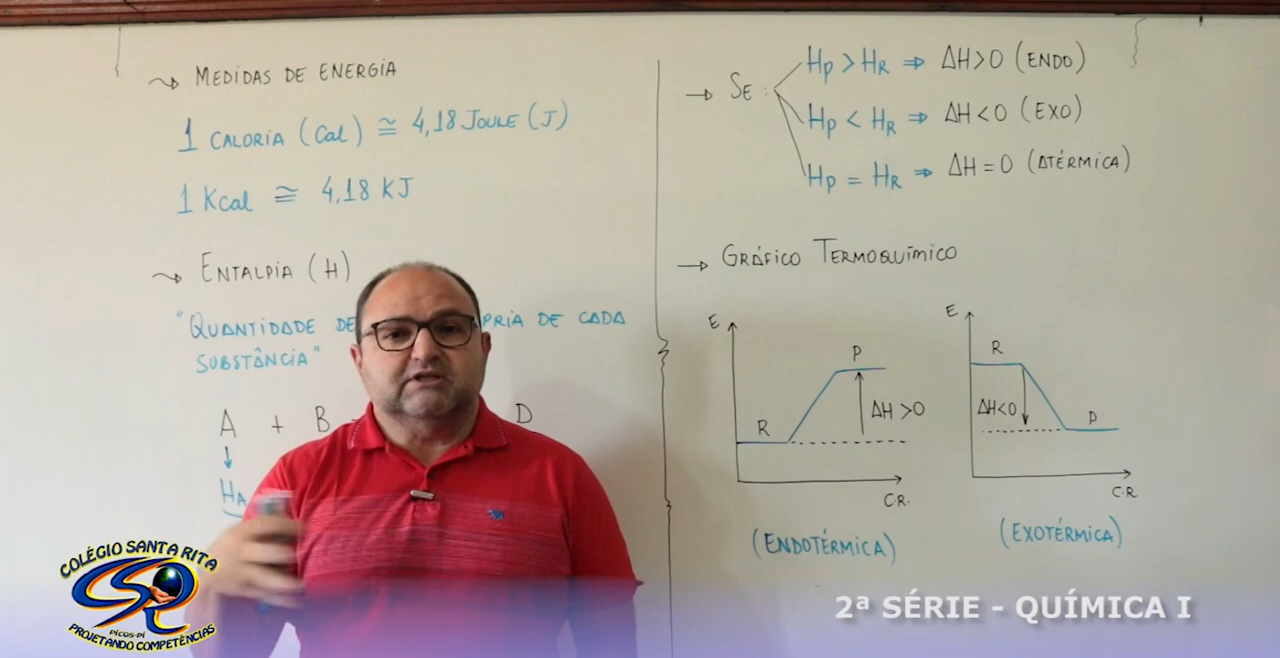 MEDIDAS DE ENERGIA
1 CALORIA (Cal) ≅ 4,18 JOULE (J)
1 Kcal ≅ 4,18 KJ
ENTALPIA (H)
"QUANTIDADE DE PRIA DE CADA
SUBSTÂNCIA"
A + B D
↓
HA
→ SE:
HP > HR ⇒ ΔH>0 (ENDO)
HP < HR ⇒ ΔH<0 (EXO)
HP = HR ⇒ ΔH=0 (ATÉRMICA)
→ GRÁFICO TERMOQUÍMICO
E
P
R
ΔH>0
C.R.
(ENDOTÉRMICA)
E
R
ΔH<0
P
C.R
(EXOTÉRMICA)
COLÉGIO SANTA RITA
CSR
PICOS-PI
PROJETANDO COMPETÊNCIAS
2ª SÉRIE - QUÍMICA I